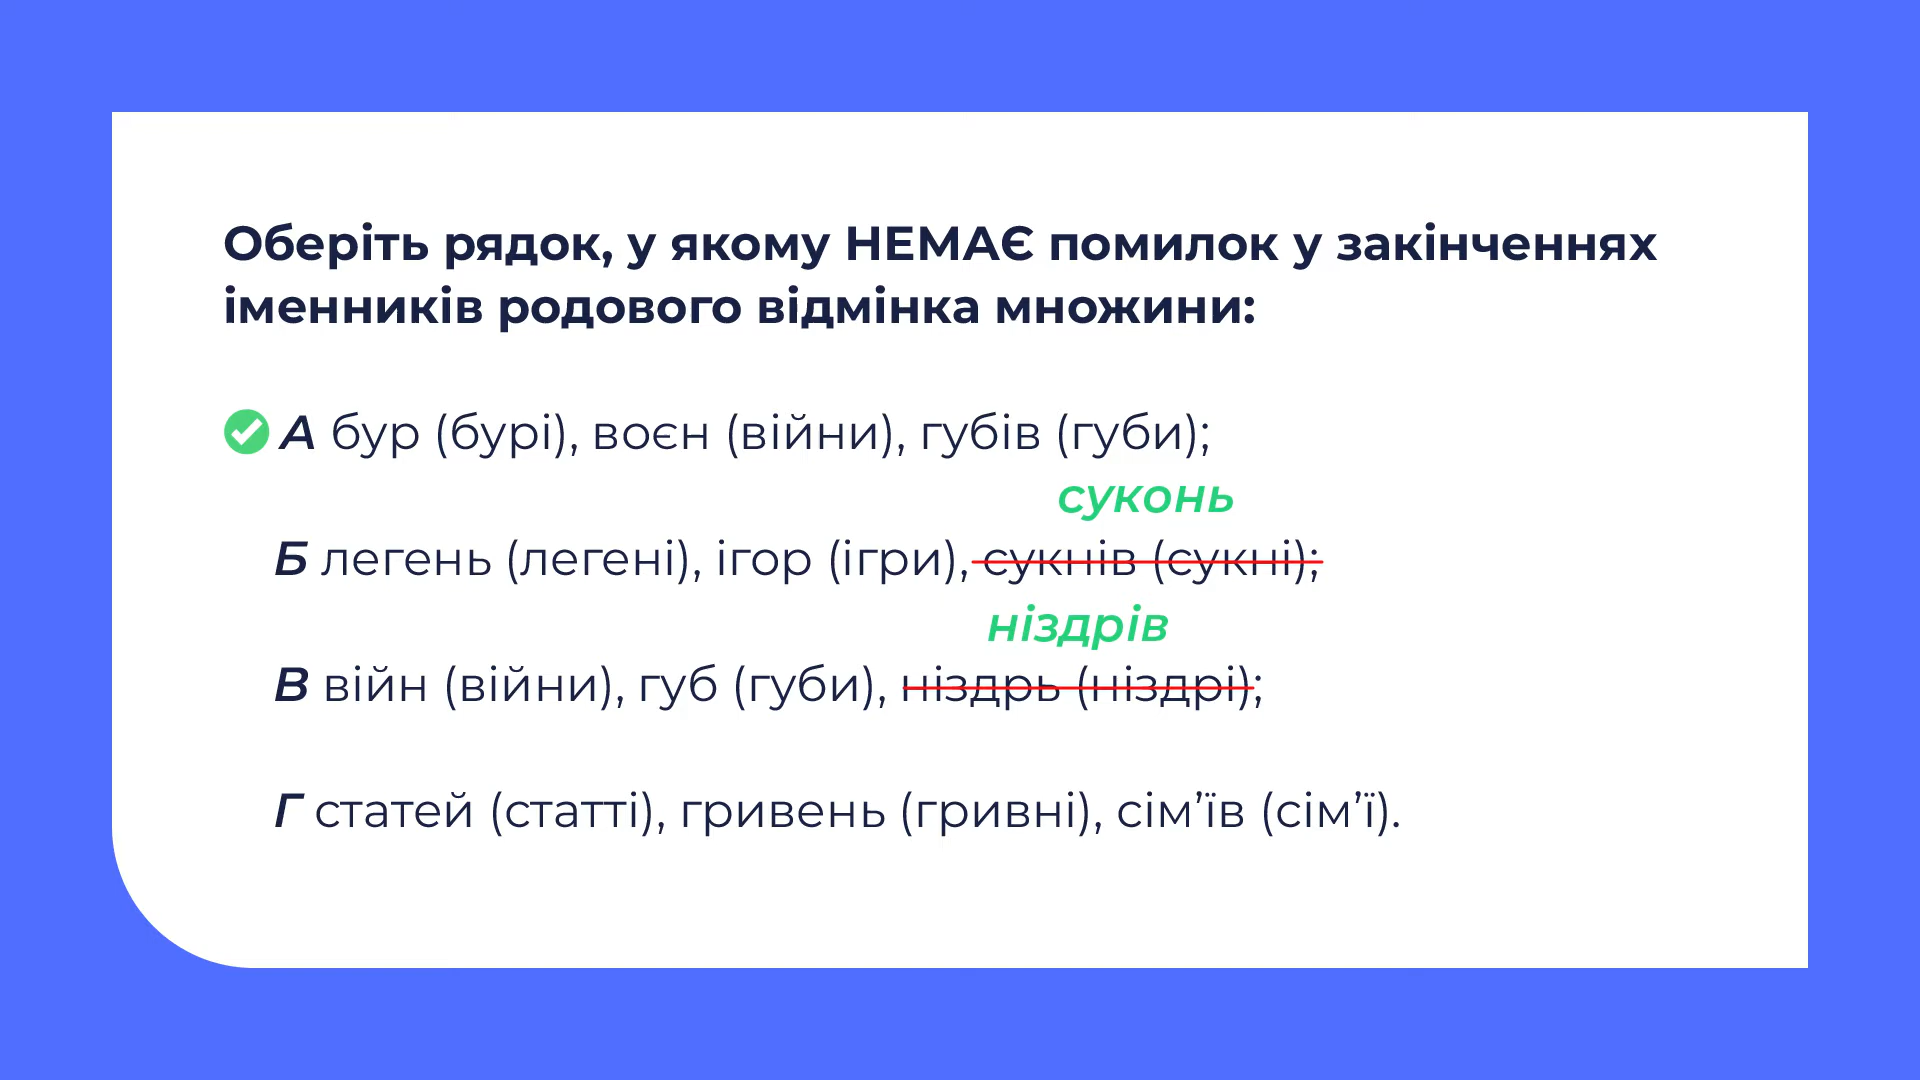 Оберіть рядок, у якому НЕМАЄ помилок у закінченнях
іменників родового відмінка множини:
А бур (бурі), воєн (війни), губів (губи);
суконь
Б легень (легені), ігор (ігри), сукнів (сукні);
ніздрів
В війн (війни), губ (губи), ніздрь (ніздрі);
Г статей (статті), гривень (гривні), сім’їв (сім’ї).